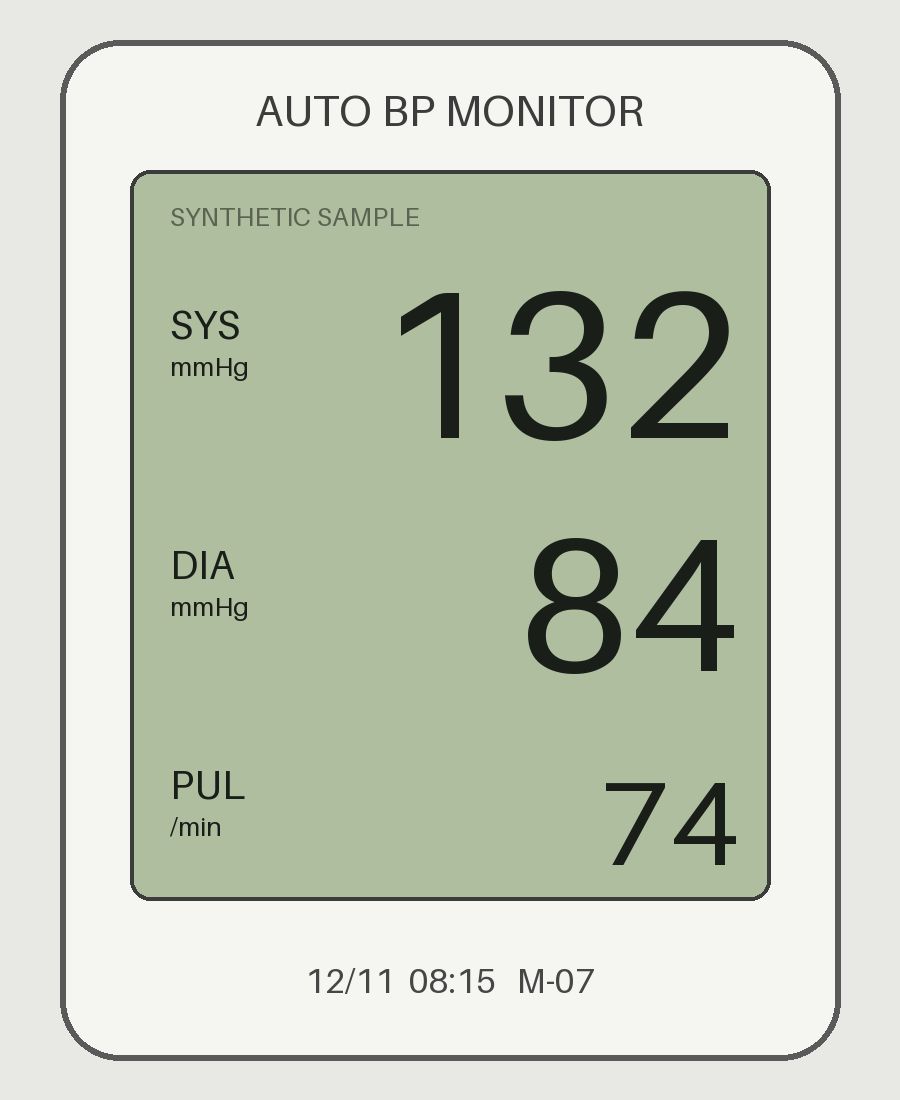 AUTO BP MONITOR
SYNTHETIC SAMPLE
SYS 132
mmHg
DIA 84
mmHg
PUL 74
/min
12/11 08:15 M-07